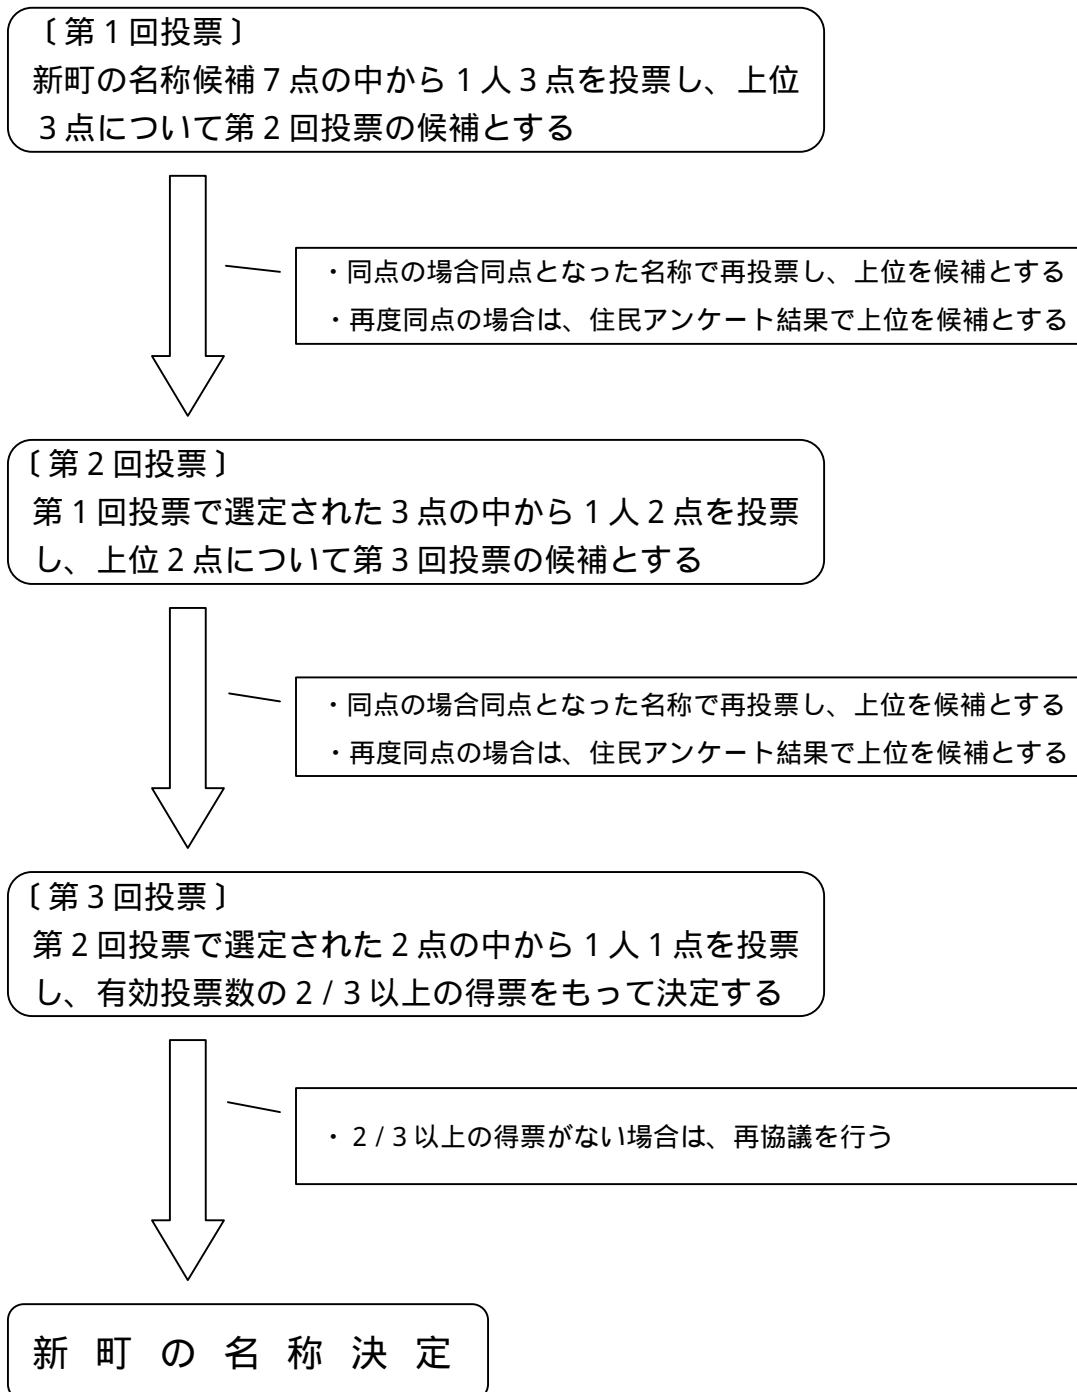 〔第1回投票〕
新町の名称候補7点の中から1人3点を投票し、上位
3点について第2回投票の候補とする
・同点の場合同点となった名称で再投票し、上位を候補とする
・再度同点の場合は、住民アンケート結果で上位を候補とする
〔第2回投票〕
第1回投票で選定された3点の中から1人2点を投票
し、上位2点について第3回投票の候補とする
・同点の場合同点となった名称で再投票し、上位を候補とする
・再度同点の場合は、住民アンケート結果で上位を候補とする
〔第3回投票〕
第2回投票で選定された2点の中から1人1点を投票
し、有効投票数の2/3以上の得票をもって決定する
・2/3以上の得票がない場合は、再協議を行う
新町の名称決定